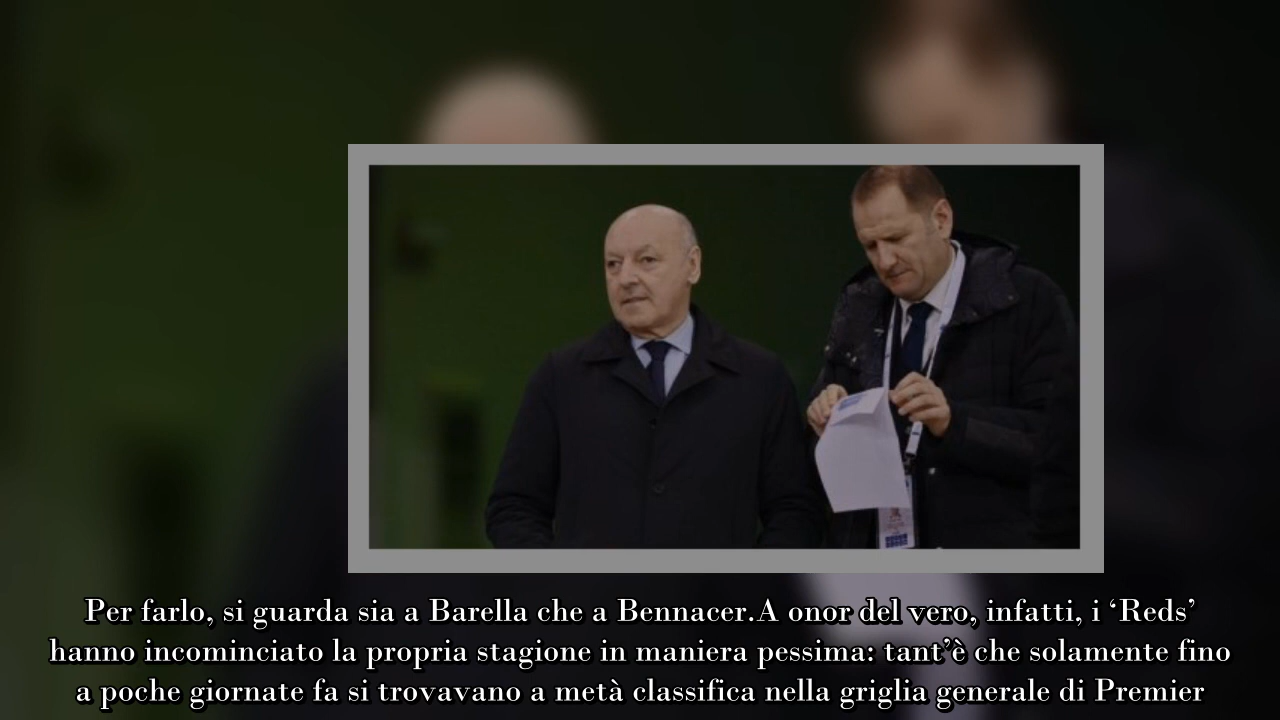 Per farlo, si guarda sia a Barella che a Bennacer.A onor del vero, infatti, i ‘Reds’
hanno incominciato la propria stagione in maniera pessima: tant’è che solamente fino
a poche giornate fa si trovavano a metà classifica nella griglia generale di Premier